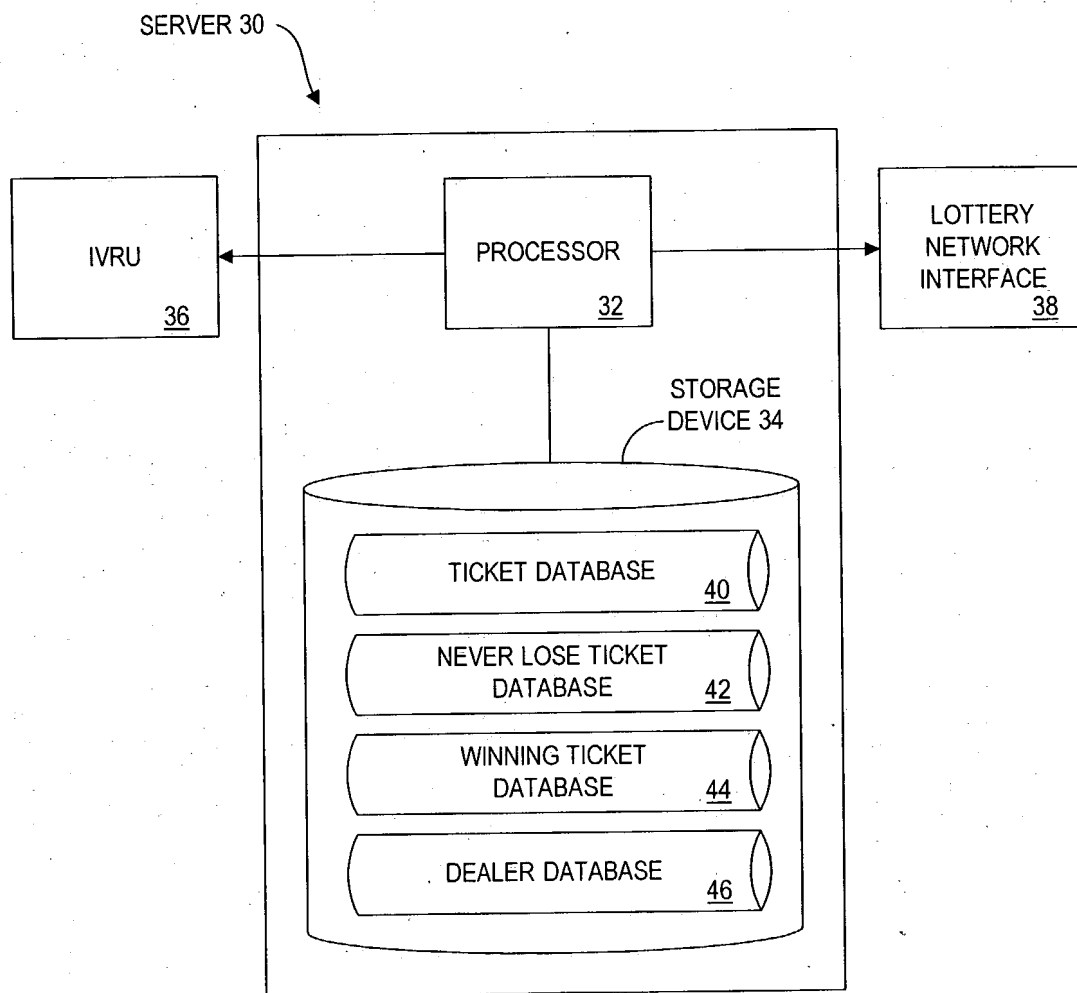 SERVER 30
IVRU
36
PROCESSOR
32
LOTTERY
NETWORK
INTERFACE
38
STORAGE
DEVICE 34
TICKET DATABASE
40
NEVER LOSE TICKET
DATABASE
42
WINNING TICKET
DATABASE
44
DEALER DATABASE
46